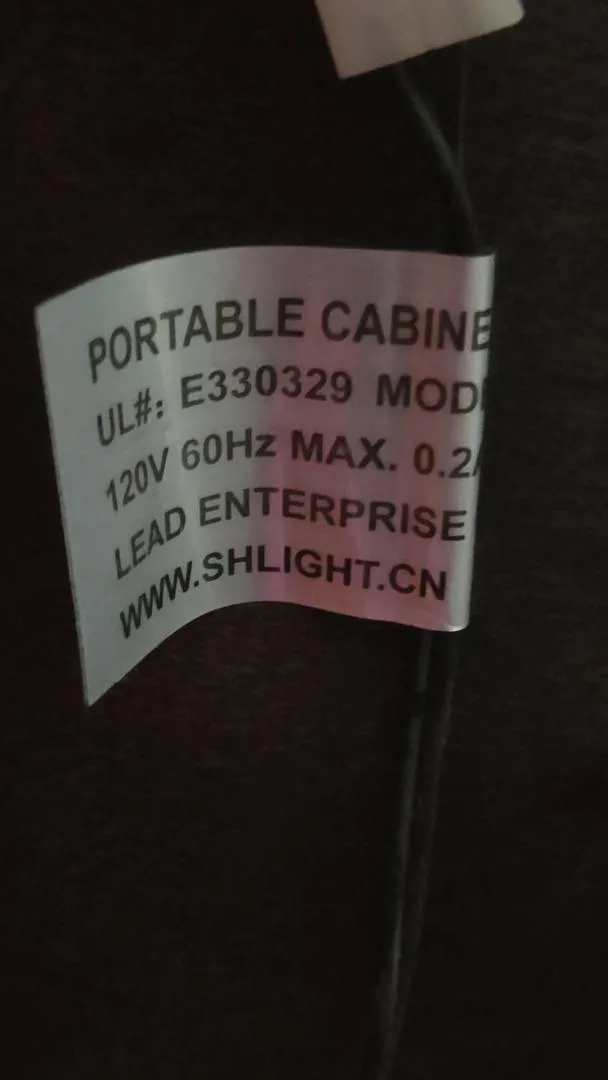 PORTABLE CABINE
UL#: E330329 MOD
120V 60Hz MAX. 0.2
LEAD ENTERPRISE
WWW.SHLIGHT.CN